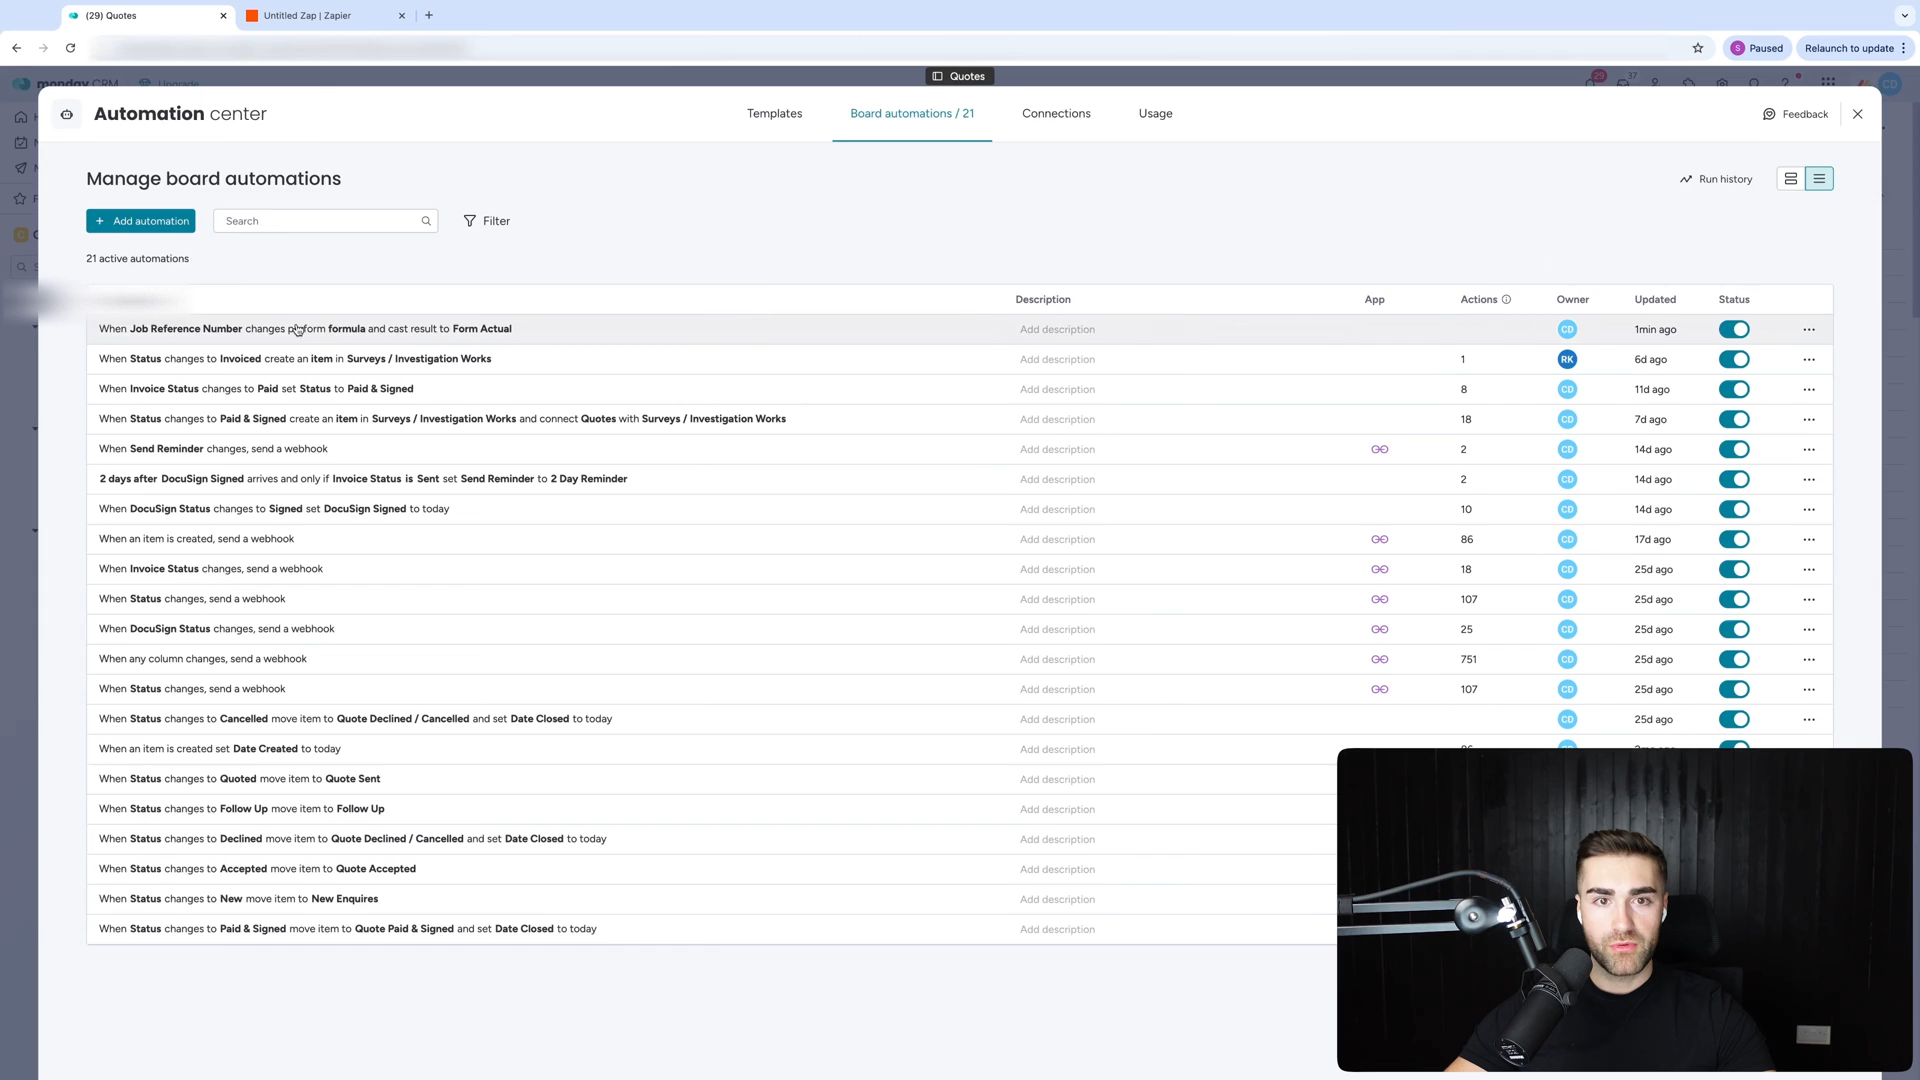 (29) Quotes
Untitled Zap | Zapier
S Paused
Relaunch to update
monday CRM
Upgrade
Quotes
29
37
CD
Automation center
Templates
Board automations / 21
Connections
Usage
Feedback
Manage board automations
Run history
Add automation
Search
Filter
21 active automations
Description
App
Actions
Owner
Updated
Status
When Job Reference Number changes perform formula and cast result to Form Actual
Add description
CD
1min ago
When Status changes to Invoiced create an item in Surveys / Investigation Works
Add description
1
RK
6d ago
When Invoice Status changes to Paid set Status to Paid & Signed
Add description
8
CD
11d ago
When Status changes to Paid & Signed create an item in Surveys / Investigation Works and connect Quotes with Surveys / Investigation Works
Add description
18
CD
7d ago
When Send Reminder changes, send a webhook
Add description
2
CD
14d ago
2 days after DocuSign Signed arrives and only if Invoice Status is Sent set Send Reminder to 2 Day Reminder
Add description
2
CD
14d ago
When DocuSign Status changes to Signed set DocuSign Signed to today
Add description
10
CD
14d ago
When an item is created, send a webhook
Add description
86
CD
17d ago
When Invoice Status changes, send a webhook
Add description
18
CD
25d ago
When Status changes, send a webhook
Add description
107
CD
25d ago
When DocuSign Status changes, send a webhook
Add description
25
CD
25d ago
When any column changes, send a webhook
Add description
751
CD
25d ago
When Status changes, send a webhook
Add description
107
CD
25d ago
When Status changes to Cancelled move item to Quote Declined / Cancelled and set Date Closed to today
Add description
CD
25d ago
When an item is created set Date Created to today
Add description
When Status changes to Quoted move item to Quote Sent
Add description
When Status changes to Follow Up move item to Follow Up
Add description
When Status changes to Declined move item to Quote Declined / Cancelled and set Date Closed to today
Add description
When Status changes to Accepted move item to Quote Accepted
Add description
When Status changes to New move item to New Enquires
Add description
When Status changes to Paid & Signed move item to Quote Paid & Signed and set Date Closed to today
Add description